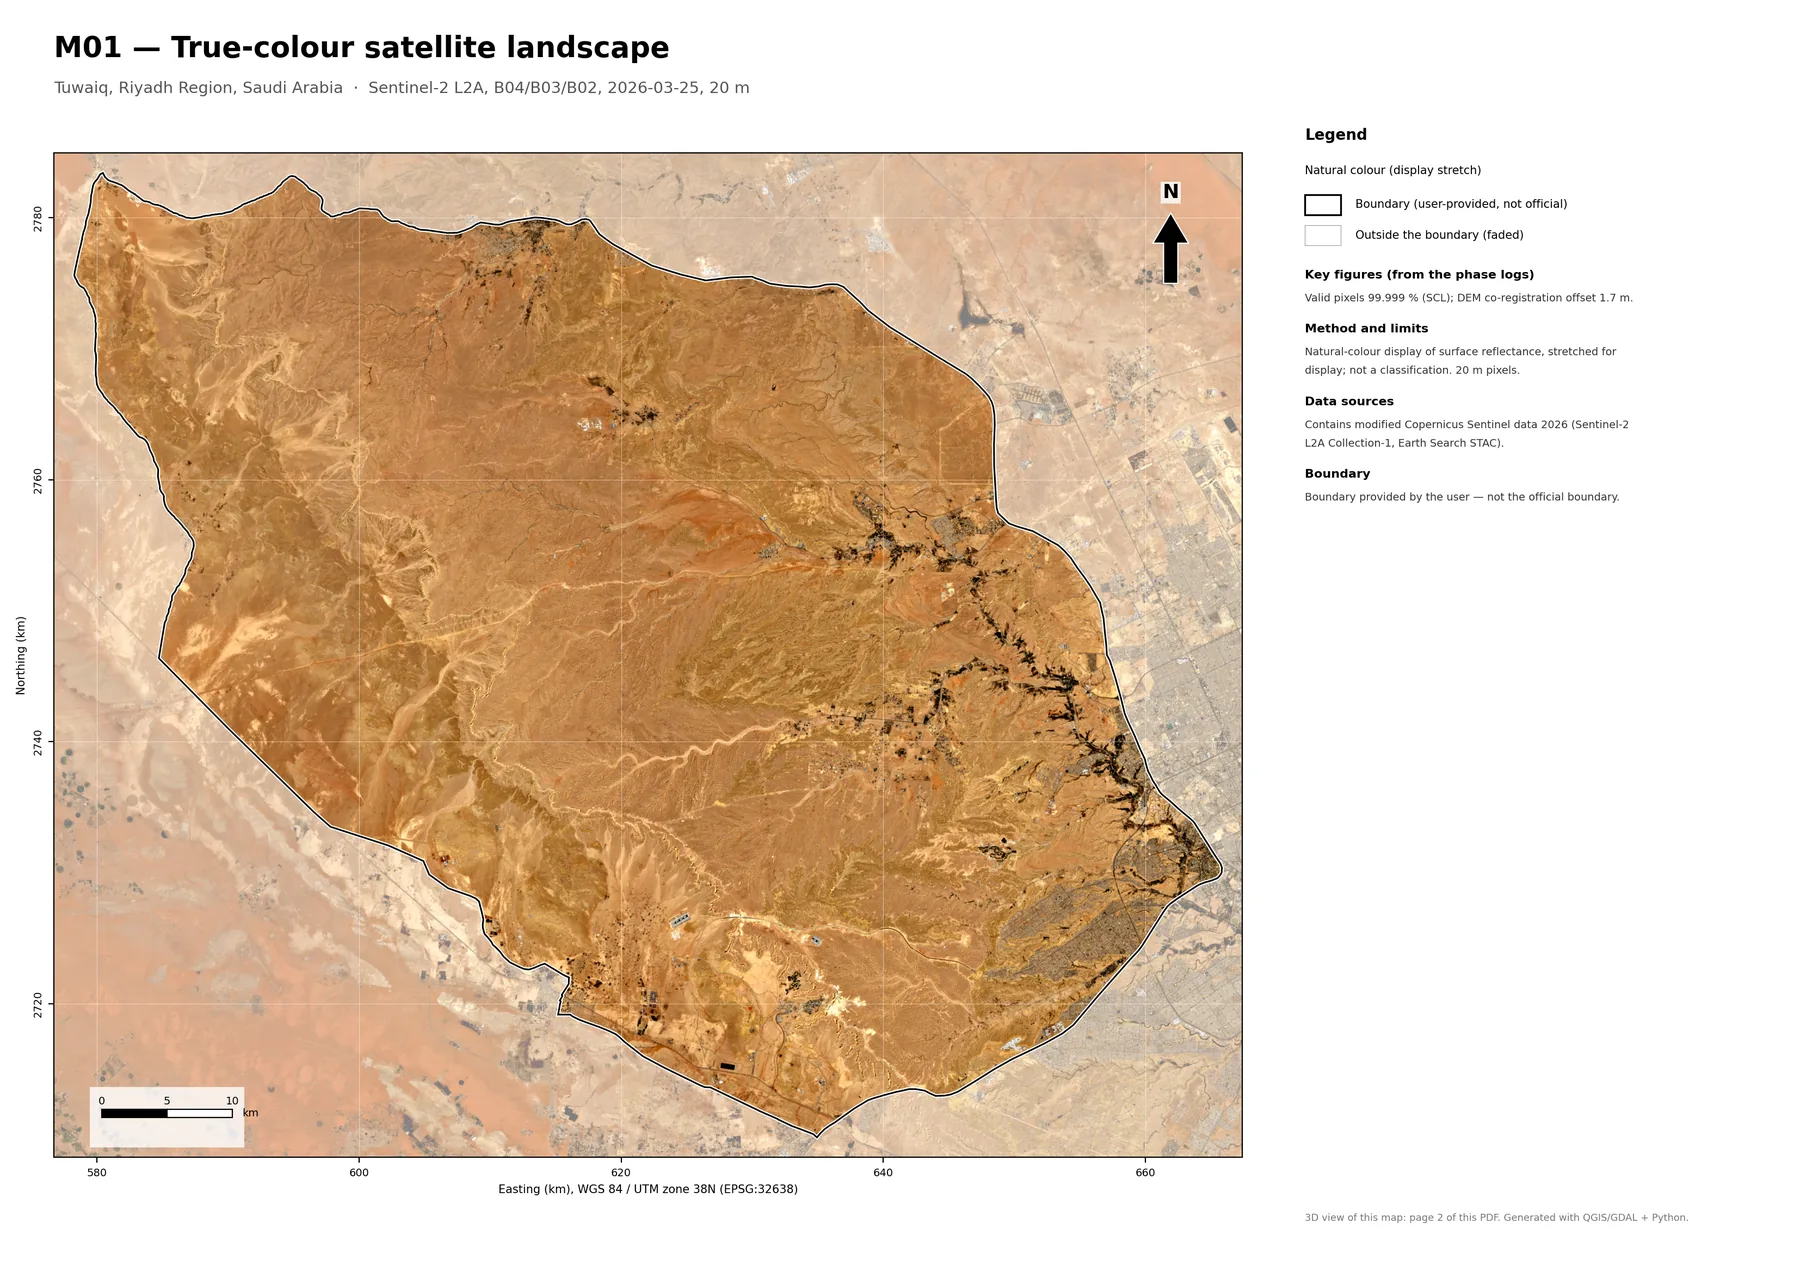 M01 — True-colour satellite landscape
Tuwaiq, Riyadh Region, Saudi Arabia · Sentinel-2 L2A, B04/B03/B02, 2026-03-25, 20 m
Legend
Natural colour (display stretch)
Boundary (user-provided, not official)
Outside the boundary (faded)
Key figures (from the phase logs)
Valid pixels 99.999 % (SCL); DEM co-registration offset 1.7 m.
Method and limits
Natural-colour display of surface reflectance, stretched for
display; not a classification. 20 m pixels.
Data sources
Contains modified Copernicus Sentinel data 2026 (Sentinel-2
L2A Collection-1, Earth Search STAC).
Boundary
Boundary provided by the user — not the official boundary.
N
2780
2760
2740
2720
Northing (km)
0 5 10
km
580 600 620 640 660
Easting (km), WGS 84 / UTM zone 38N (EPSG:32638)
3D view of this map: page 2 of this PDF. Generated with QGIS/GDAL + Python.